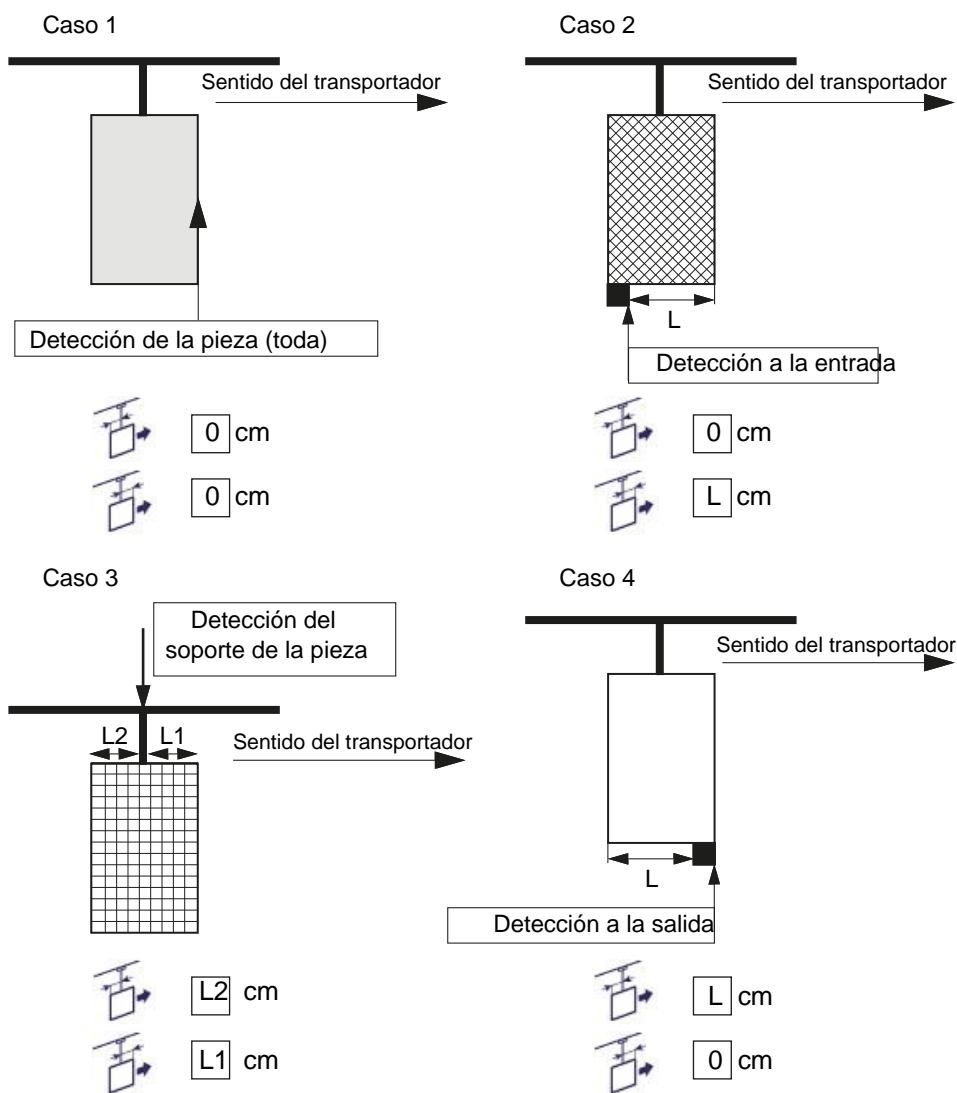 Caso 1
Sentido del transportador
Detección de la pieza (toda)
0 cm
0 cm
Caso 2
Sentido del transportador
L
Detección a la entrada
0 cm
L cm
Caso 3
Detección del
soporte de la pieza
L2 L1
Sentido del transportador
L2 cm
L1 cm
Caso 4
Sentido del transportador
L
Detección a la salida
L cm
0 cm